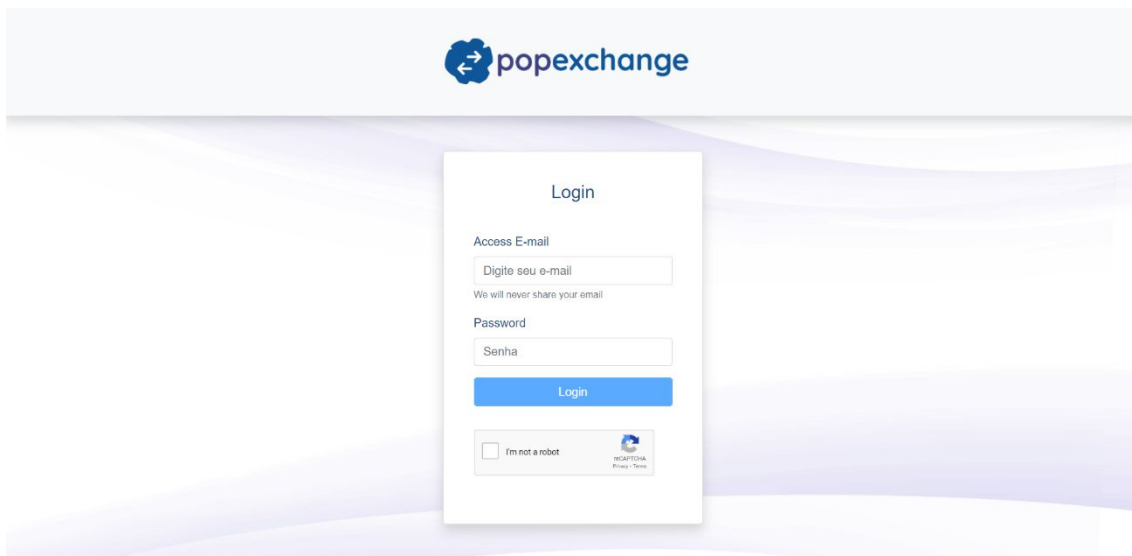 popexchange
Login
Access E-mail
Digite seu e-mail
We will never share your email
Password
Senha
Login
I'm not a robot
reCAPTCHA
Privacy - Terms